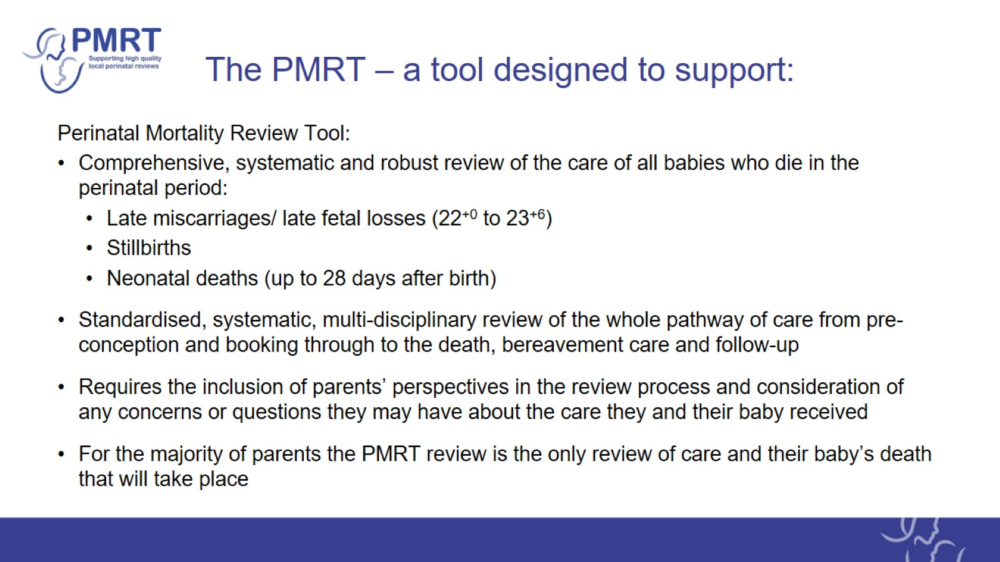 PMRT
Supporting high quality
local perinatal reviews
The PMRT – a tool designed to support:
Perinatal Mortality Review Tool:
• Comprehensive, systematic and robust review of the care of all babies who die in the
perinatal period:
• Late miscarriages/ late fetal losses (22⁺⁰ to 23⁺⁶)
• Stillbirths
• Neonatal deaths (up to 28 days after birth)
• Standardised, systematic, multi-disciplinary review of the whole pathway of care from pre-
conception and booking through to the death, bereavement care and follow-up
• Requires the inclusion of parents’ perspectives in the review process and consideration of
any concerns or questions they may have about the care they and their baby received
• For the majority of parents the PMRT review is the only review of care and their baby’s death
that will take place